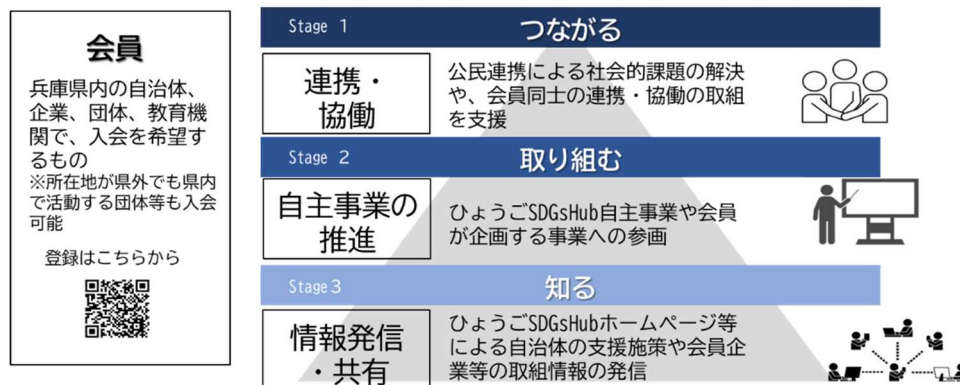 会員
兵庫県内の自治体、
企業、団体、教育機
関で、入会を希望す
るもの
※所在地が県外でも県内
で活動する団体等も入会
可能
登録はこちらから
Stage 1 つながる
連携・
協働
公民連携による社会的課題の解決
や、会員同士の連携・協働の取組
を支援
Stage 2 取り組む
自主事業の
推進
ひょうごSDGsHub自主事業や会員
が企画する事業への参画
Stage 3 知る
情報発信
・共有
ひょうごSDGsHubホームページ等
による自治体の支援施策や会員企
業等の取組情報の発信